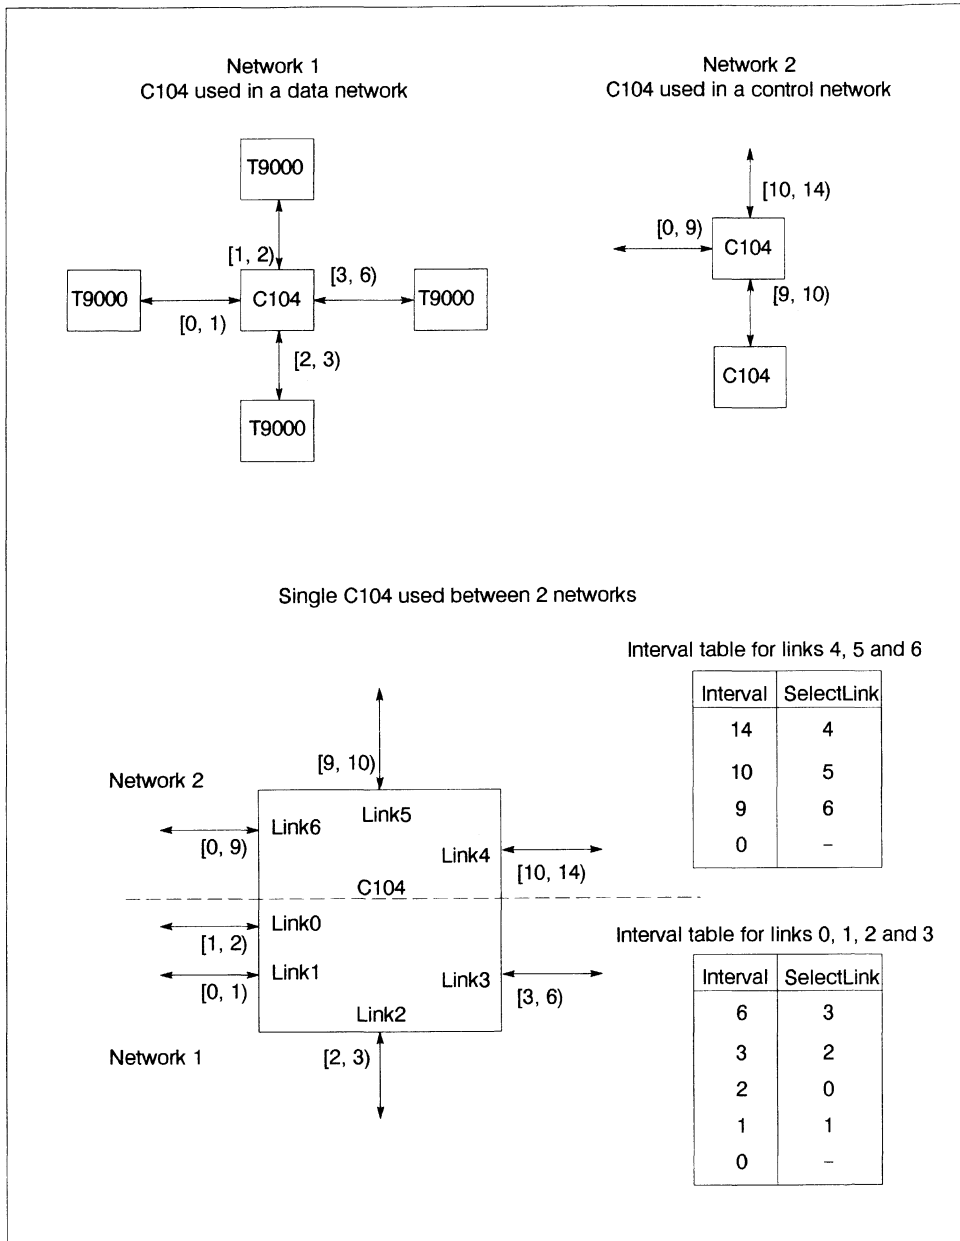 Network 1
C104 used in a data network
T9000
[1, 2)
[3, 6)
T9000
C104
T9000
[0, 1)
[2, 3)
T9000
Network 2
C104 used in a control network
[10, 14)
[0, 9)
C104
[9, 10)
C104
Single C104 used between 2 networks
Network 2
[9, 10)
Link5
Link6
[0, 9)
Link4
[10, 14)
C104
Link0
[1, 2)
Link1
[0, 1)
Link3
[3, 6)
Link2
[2, 3)
Network 1
Interval table for links 4, 5 and 6
Interval SelectLink
14 4
10 5
9 6
0 –
Interval table for links 0, 1, 2 and 3
Interval SelectLink
6 3
3 2
2 0
1 1
0 –